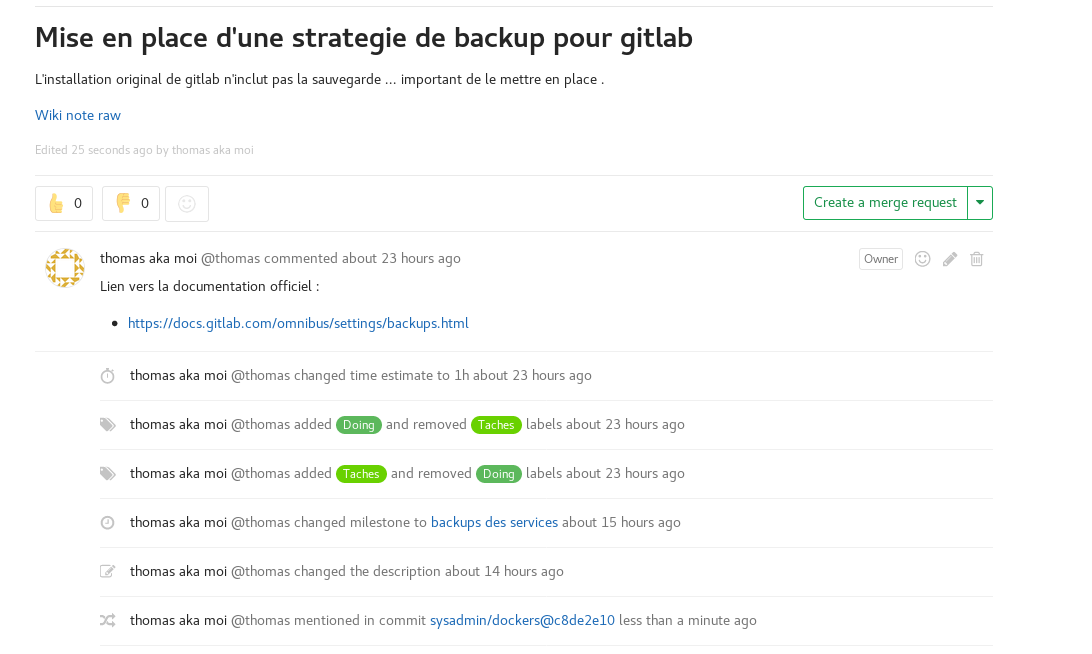 Mise en place d'une strategie de backup pour gitlab
L'installation original de gitlab n'inclut pas la sauvegarde ... important de le mettre en place .
Wiki note raw
Edited 25 seconds ago by thomas aka moi
0 0 Create a merge request
thomas aka moi @thomas commented about 23 hours ago Owner
Lien vers la documentation officiel :
• https://docs.gitlab.com/omnibus/settings/backups.html
thomas aka moi @thomas changed time estimate to 1h about 23 hours ago
thomas aka moi @thomas added Doing and removed Taches labels about 23 hours ago
thomas aka moi @thomas added Taches and removed Doing labels about 23 hours ago
thomas aka moi @thomas changed milestone to backups des services about 15 hours ago
thomas aka moi @thomas changed the description about 14 hours ago
thomas aka moi @thomas mentioned in commit sysadmin/dockers@c8de2e10 less than a minute ago